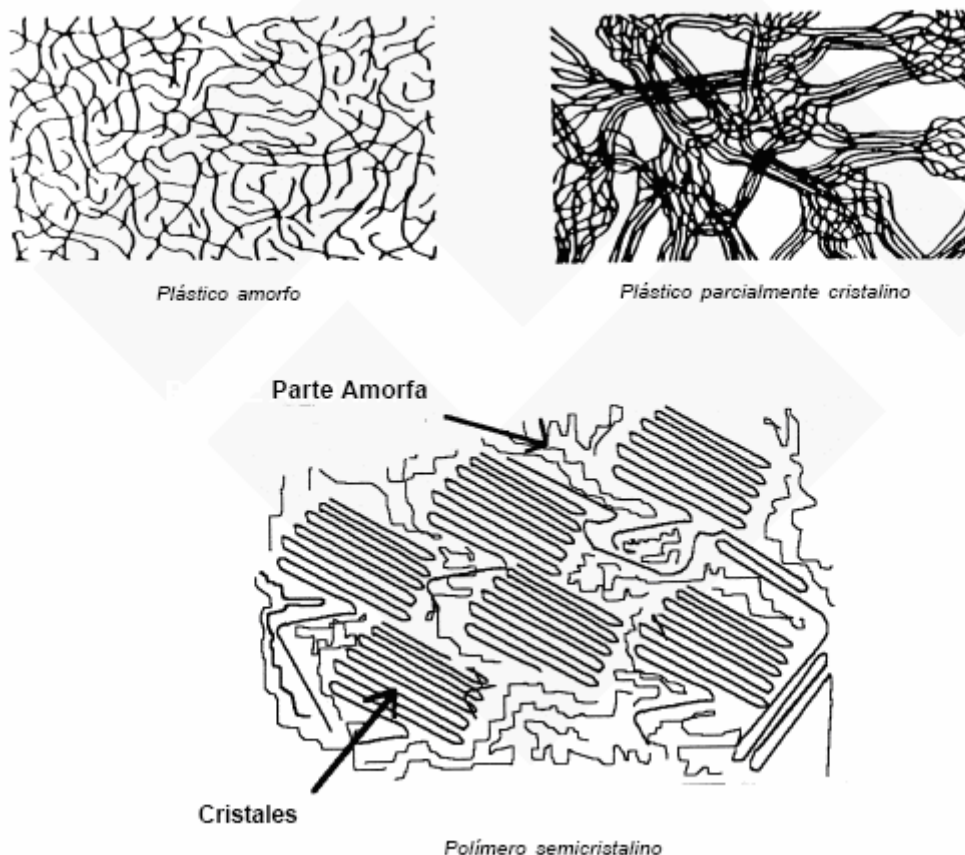 Plástico amorfo
Plástico parcialmente cristalino
Parte Amorfa
Cristales
Polímero semicristalino